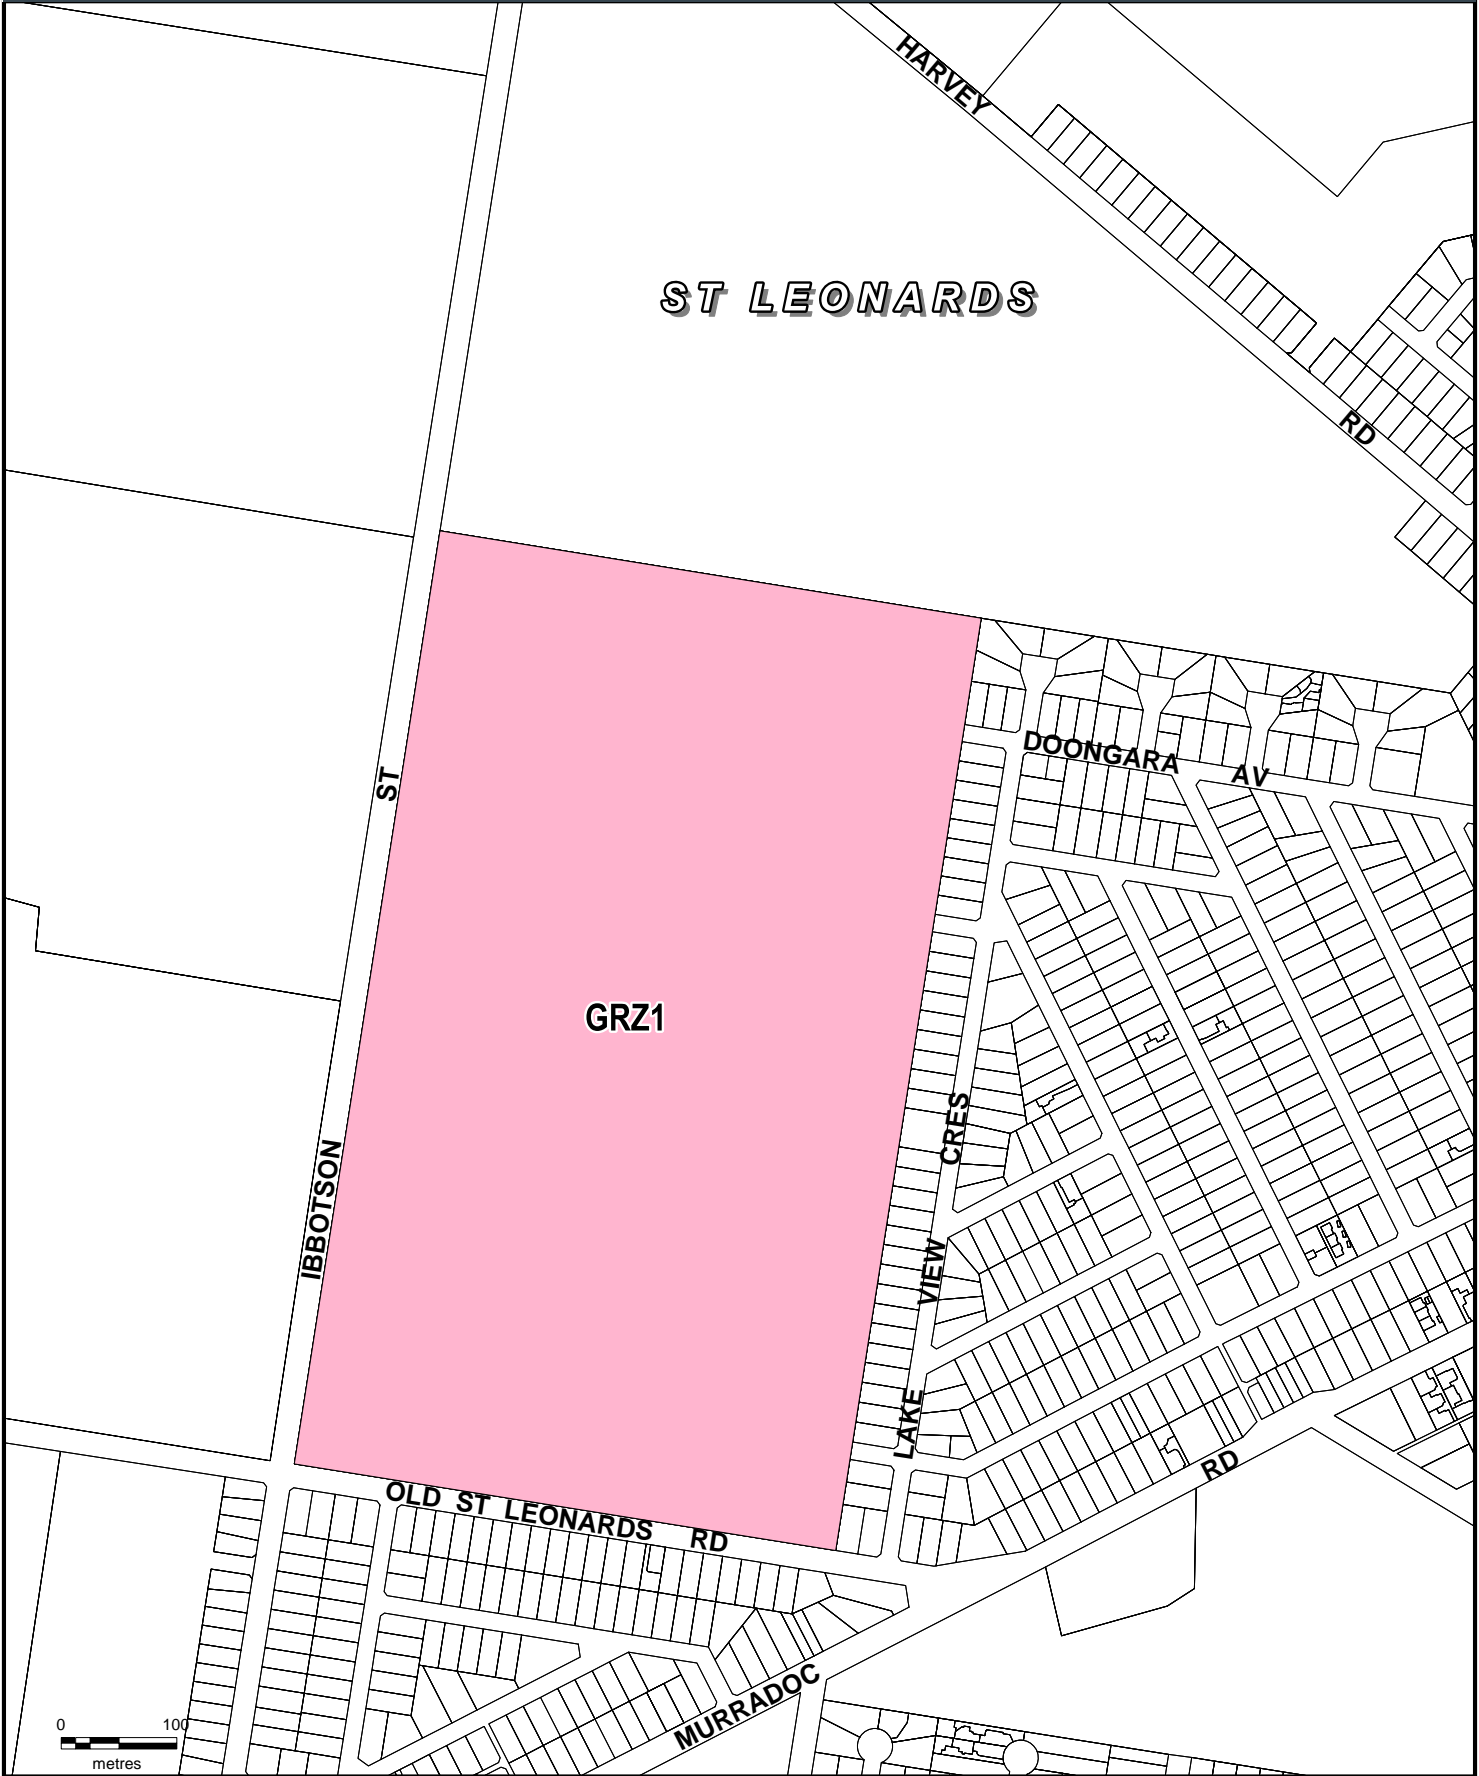 HARVEY
RD
ST LEONARDS
DOONGARA AV
ST
GRZ1
IBBOTSON
LAKE VIEW CRES
OLD ST LEONARDS RD
RD
MURRADOC
0 100
metres